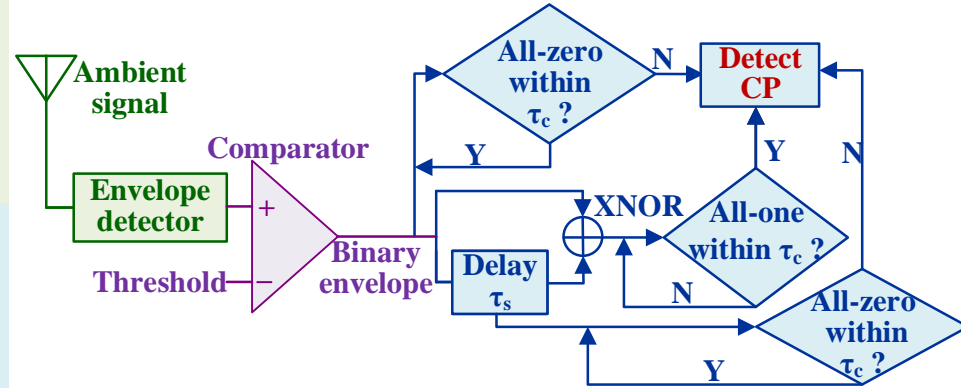 Ambient
signal
Envelope
detector
Comparator
+
−
Threshold
Binary
envelope
All-zero
within
τc ?
N
Y
Detect
CP
XNOR
Delay
τs
All-one
within τc ?
Y
N
N
All-zero
within
τc ?
Y